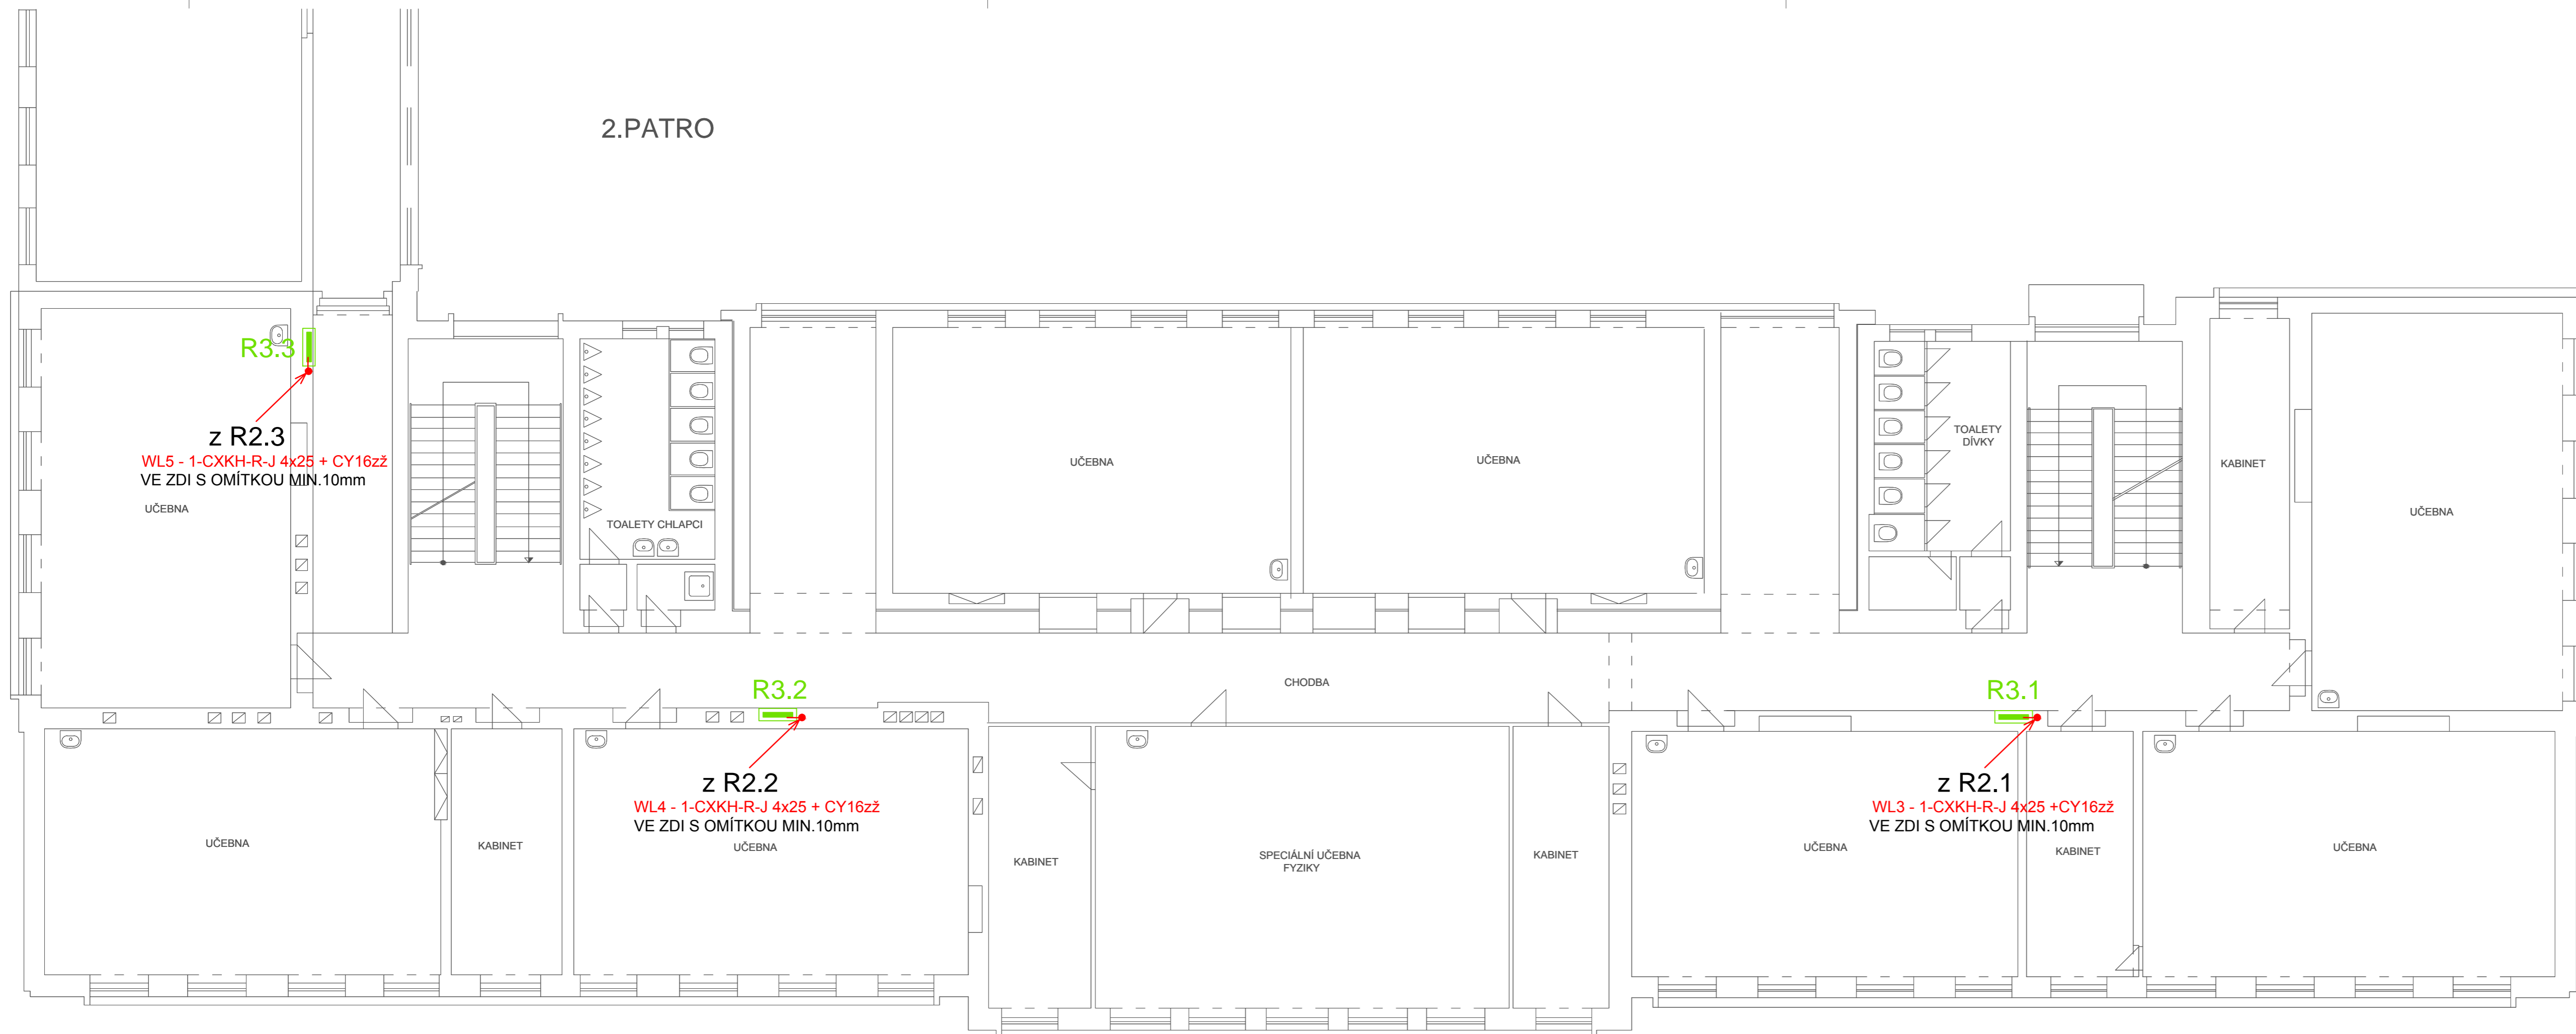 2.PATRO
R3.3
z R2.3
WL5 - 1-CXKH-R-J 4x25 + CY16zž
VE ZDI S OMÍTKOU MIN.10mm
UČEBNA
TOALETY CHLAPCI
UČEBNA
UČEBNA
TOALETY
DÍVKY
KABINET
UČEBNA
CHODBA
R3.2
R3.1
z R2.2
WL4 - 1-CXKH-R-J 4x25 + CY16zž
VE ZDI S OMÍTKOU MIN.10mm
z R2.1
WL3 - 1-CXKH-R-J 4x25 +CY16zž
VE ZDI S OMÍTKOU MIN.10mm
UČEBNA
KABINET
UČEBNA
KABINET
SPECIÁLNÍ UČEBNA
FYZIKY
KABINET
UČEBNA
KABINET
UČEBNA